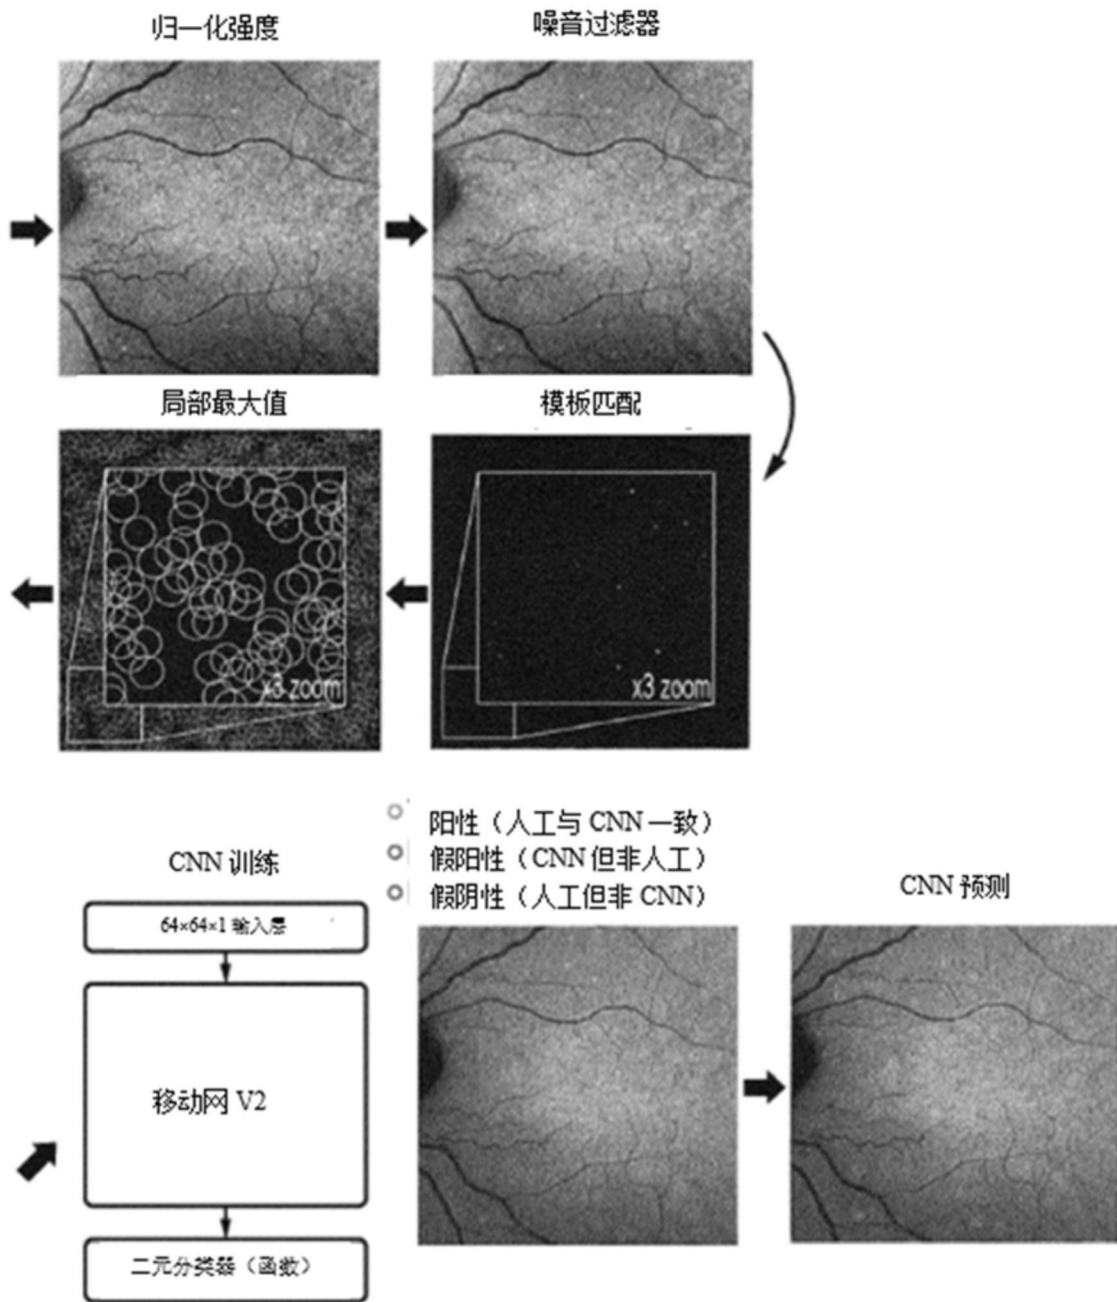 归一化强度
噪音过滤器
局部最大值
模板匹配
x3 zoom
x3 zoom
阳性（人工与 CNN 一致）
假阳性（CNN 但非人工）
假阴性（人工但非 CNN）
CNN 训练
64×64×1 输入层
移动网 V2
二元分类器（函数）
CNN 预测